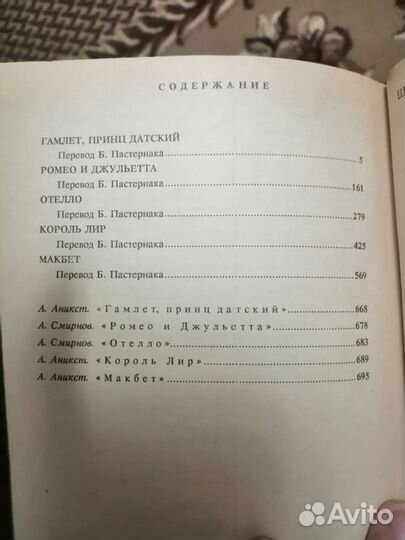 СОДЕРЖАНИЕ
ГАМЛЕТ, ПРИНЦ ДАТСКИЙ
Перевод Б. Пастернака 5
РОМЕО И ДЖУЛЬЕТТА
Перевод Б. Пастернака 161
ОТЕЛЛО
Перевод Б. Пастернака 279
КОРОЛЬ ЛИР
Перевод Б. Пастернака 425
МАКБЕТ
Перевод Б. Пастернака 569
А. Аникст. «Гамлет, принц датский» 668
А. Смирнов. «Ромео и Джульетта» 678
А. Смирнов. «Отелло» 683
А. Аникст. «Король Лир» 689
А. Аникст. «Макбет» 695
Avito